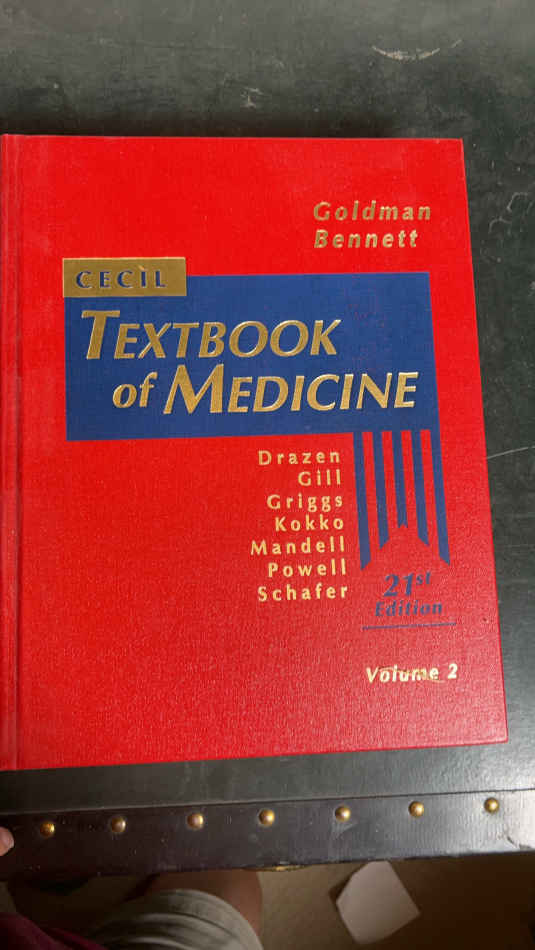 Goldman
Bennett
CECIL
TEXTBOOK
of MEDICINE
Drazen
Gill
Griggs
Kokko
Mandell
Powell
Schafer
21st
Edition
Volume 2